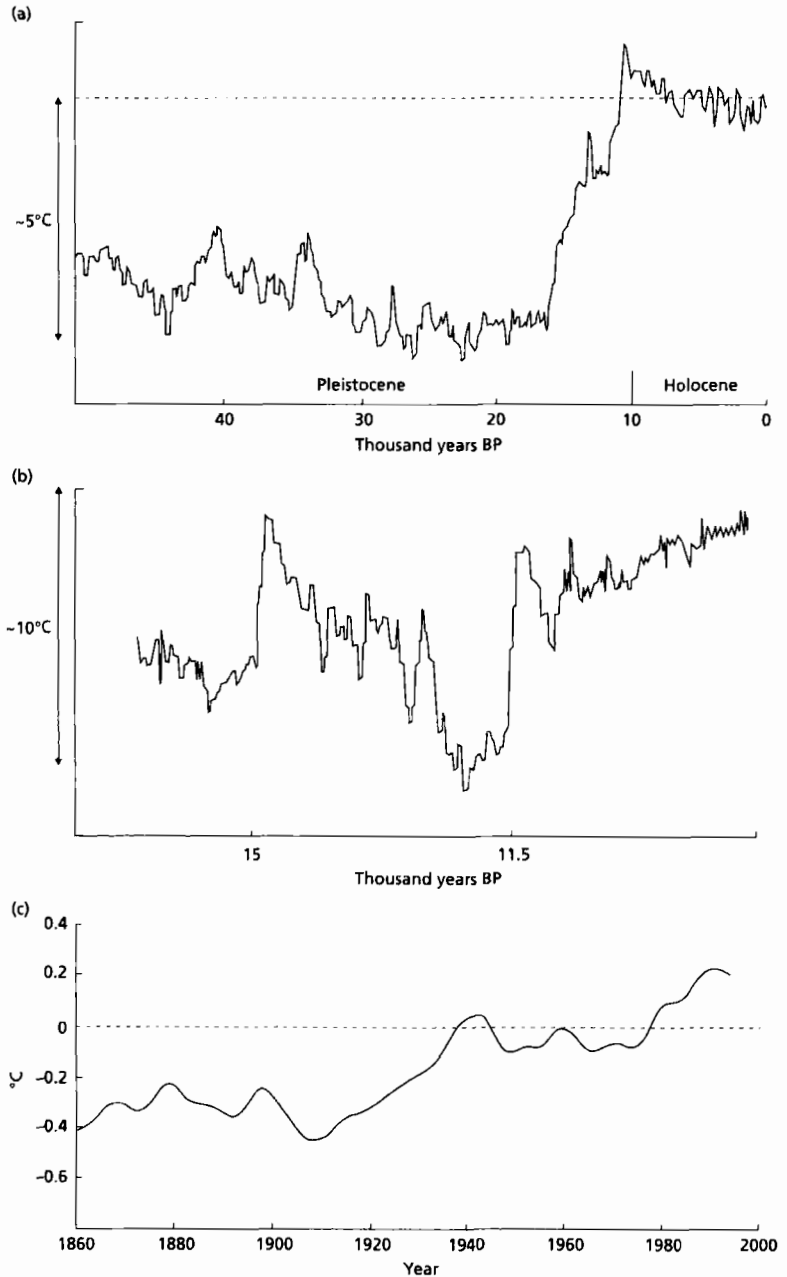 (a)
~5°C
Pleistocene Holocene
40 30 20 10 0
Thousand years BP
(b)
~10°C
15 11.5
Thousand years BP
(c)
0.4
0.2
0
°C
−0.2
−0.4
−0.6
1860 1880 1900 1920 1940 1960 1980 2000
Year